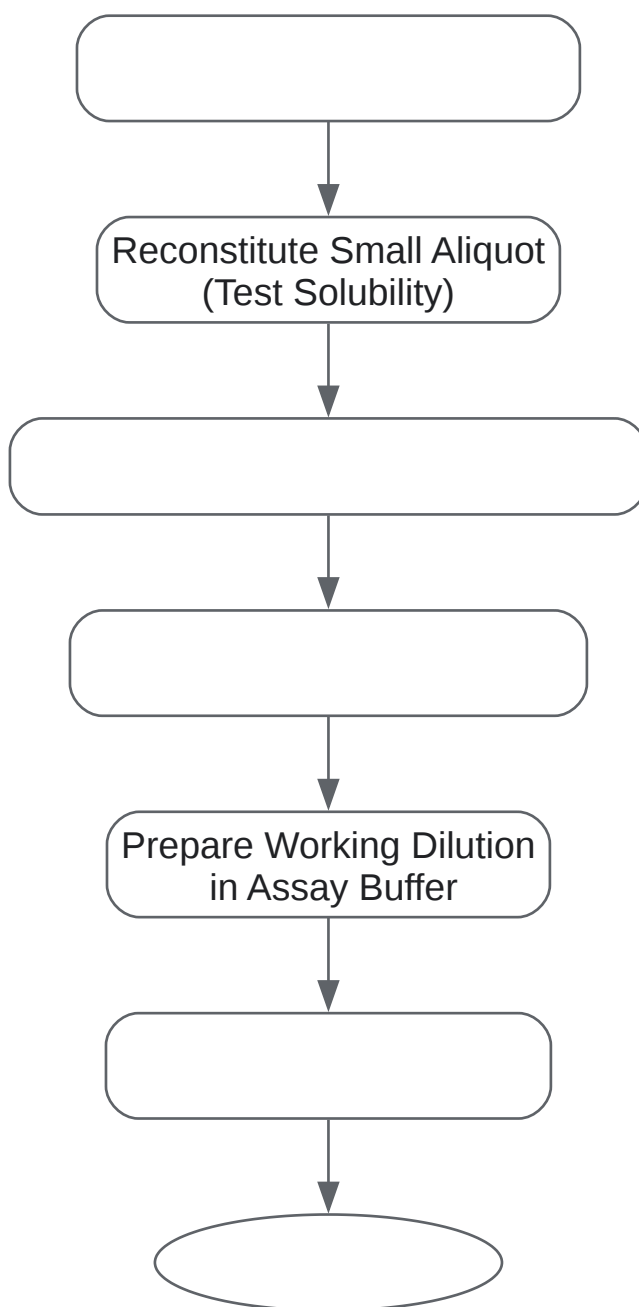 Reconstitute Small Aliquot
(Test Solubility)
Prepare Working Dilution
in Assay Buffer